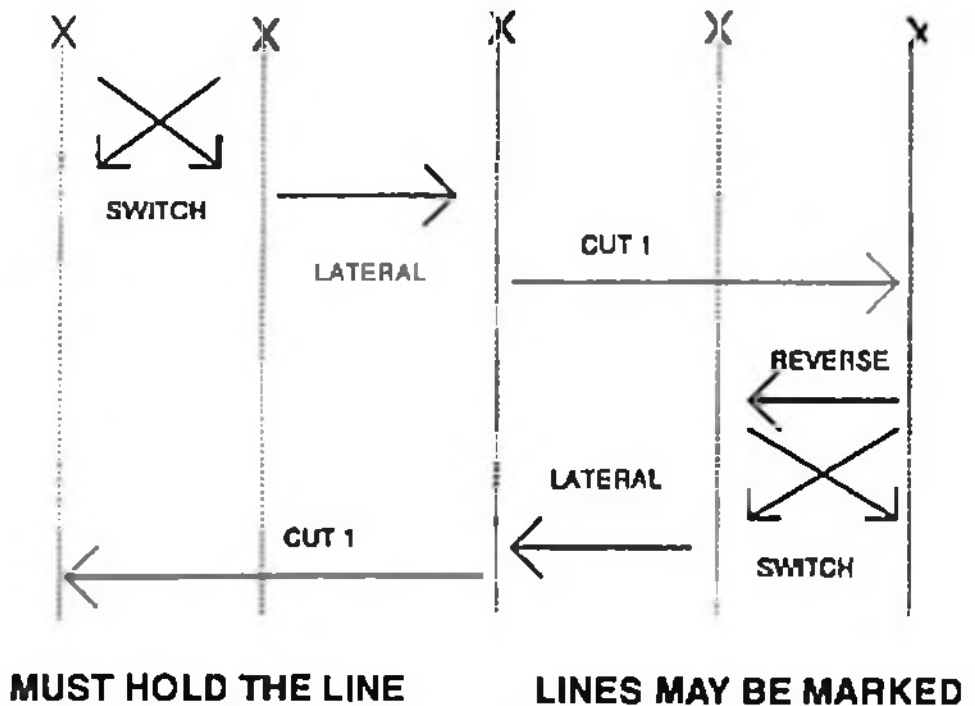 X X X X X
SWITCH
LATERAL
CUT 1
REVERSE
LATERAL
CUT 1
SWITCH
MUST HOLD THE LINE
LINES MAY BE MARKED